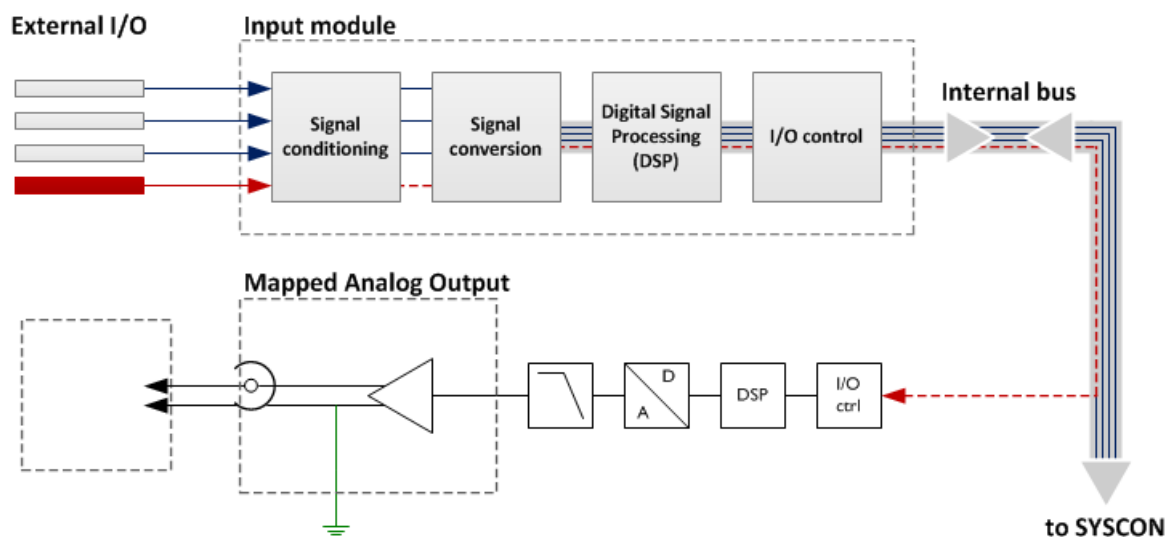 External I/O
Input module
Signal
conditioning
Signal
conversion
Digital Signal
Processing
(DSP)
I/O control
Internal bus
Mapped Analog Output
D
A
DSP
I/O
ctrl
to SYSCON